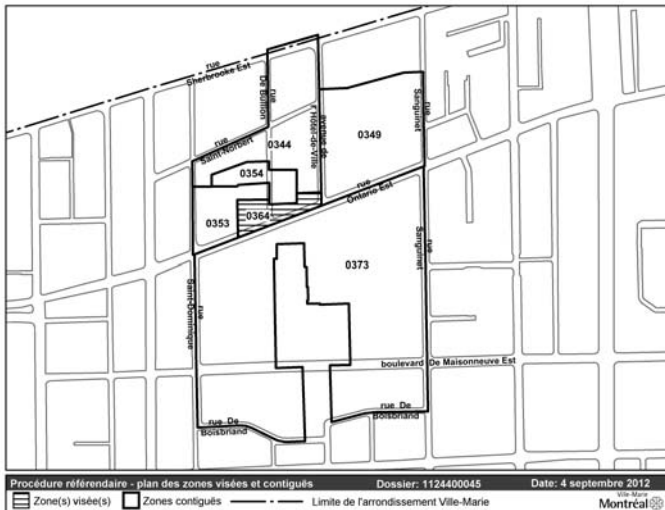 rue
Sherbrooke Est
rue
De Bullion
avenue de
l'Hôtel-de-Ville
rue
Sanguinet
rue
Saint-Norbert
0344
0349
0354
rue
Ontario Est
0353
0364
0373
rue
Sanguinet
rue
Saint-Dominique
boulevard De Maisonneuve Est
rue De
Boisbriand
rue De
Boisbriand
Procédure référendaire - plan des zones visées et contiguës Dossier: 1124400045 Date: 4 septembre 2012
Zone(s) visée(s) Zones contiguës Limite de l'arrondissement Ville-Marie
Ville-Marie
Montréal